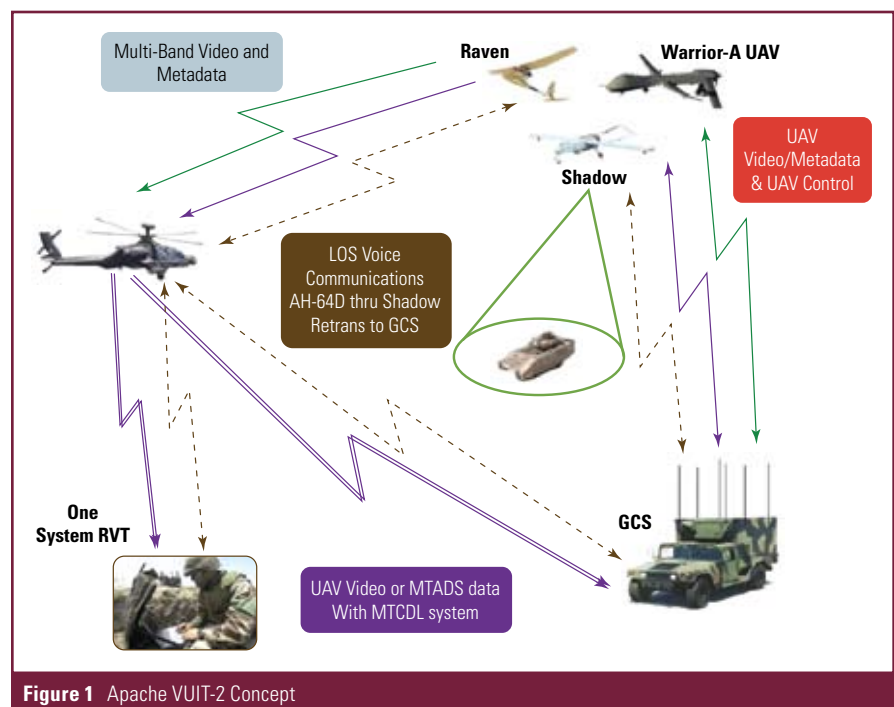 Multi-Band Video and
Metadata
Raven
Warrior-A UAV
UAV
Video/Metadata
& UAV Control
Shadow
LOS Voice
Communications
AH-64D thru Shadow
Retrans to GCS
One
System RVT
GCS
UAV Video or MTADS data
With MTCDL system
Figure 1 Apache VUIT-2 Concept